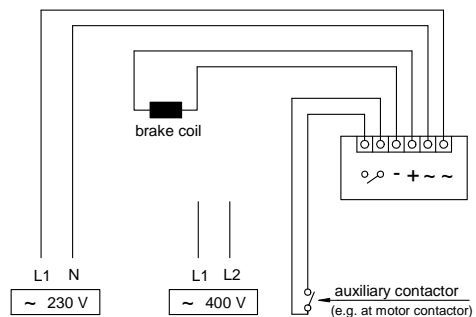 brake coil
- + ~ ~
L1 N
L1 L2
~ 230 V
~ 400 V
auxiliary contactor
(e.g. at motor contactor)